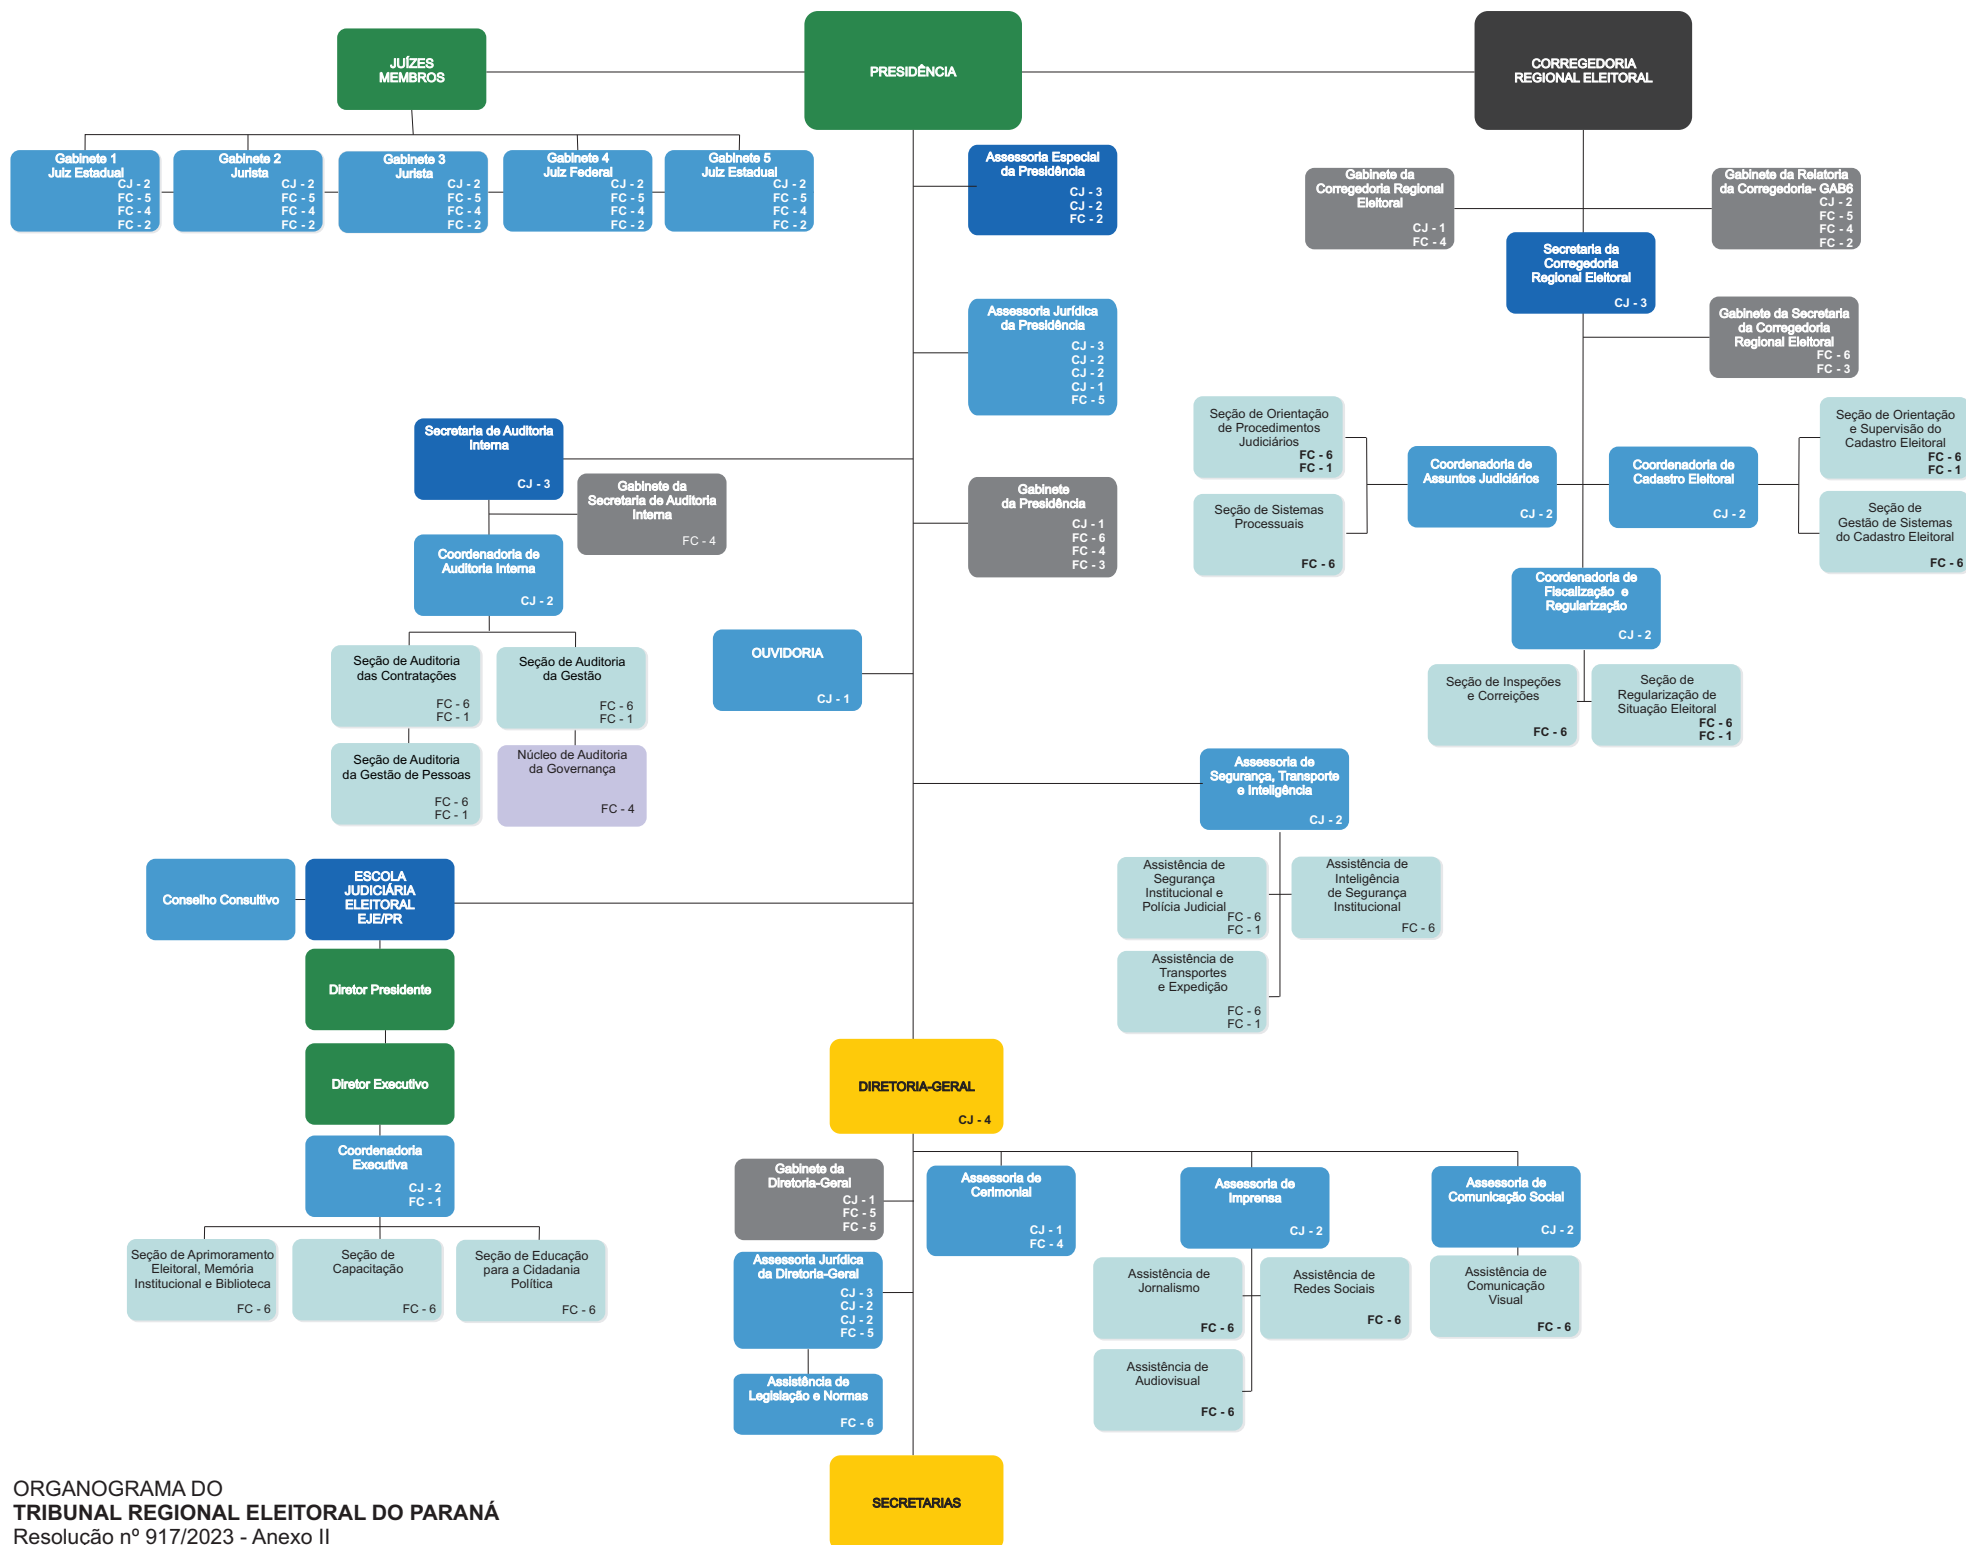 JUÍZES
MEMBROS
PRESIDÊNCIA
CORREGEDORIA
REGIONAL ELEITORAL
Gabinete 1
Juiz Estadual
CJ - 2
FC - 5
FC - 4
FC - 2
Gabinete 2
Jurista
CJ - 2
FC - 5
FC - 4
FC - 2
Gabinete 3
Jurista
CJ - 2
FC - 5
FC - 4
FC - 2
Gabinete 4
Juiz Federal
CJ - 2
FC - 5
FC - 4
FC - 2
Gabinete 5
Juiz Estadual
CJ - 2
FC - 5
FC - 4
FC - 2
Assessoria Especial
da Presidência
CJ - 3
CJ - 2
FC - 2
Gabinete da
Corregedoria Regional
Eleitoral
CJ - 1
FC - 4
Gabinete da Relatoria
da Corregedoria- GAB6
CJ - 2
FC - 5
FC - 4
FC - 2
Secretaria da
Corregedoria
Regional Eleitoral
CJ - 3
Assessoria Jurídica
da Presidência
CJ - 3
CJ - 2
CJ - 2
CJ - 1
FC - 5
Gabinete da Secretaria
da Corregedoria
Regional Eleitoral
FC - 6
FC - 3
Secretaria de Auditoria
Interna
CJ - 3
Gabinete da
Secretaria de Auditoria
Interna
FC - 4
Gabinete
da Presidência
CJ - 1
FC - 6
FC - 4
FC - 3
Seção de Orientação
de Procedimentos
Judiciários
FC - 6
FC - 1
Coordenadoria de
Assuntos Judiciários
CJ - 2
Coordenadoria de
Cadastro Eleitoral
CJ - 2
Seção de Orientação
e Supervisão do
Cadastro Eleitoral
FC - 6
FC - 1
Seção de Sistemas
Processuais
FC - 6
Seção de
Gestão de Sistemas
do Cadastro Eleitoral
FC - 6
Coordenadoria de
Auditoria Interna
CJ - 2
Coordenadoria de
Fiscalização e
Regularização
CJ - 2
Seção de Auditoria
das Contratações
FC - 6
FC - 1
Seção de Auditoria
da Gestão
FC - 6
FC - 1
OUVIDORIA
CJ - 1
Seção de Inspeções
e Correições
FC - 6
Seção de
Regularização de
Situação Eleitoral
FC - 6
FC - 1
Seção de Auditoria
da Gestão de Pessoas
FC - 6
FC - 1
Núcleo de Auditoria
da Governança
FC - 4
Assessoria de
Segurança, Transporte
e Inteligência
CJ - 2
Conselho Consultivo
ESCOLA
JUDICIÁRIA
ELEITORAL
EJE/PR
Assistência de
Segurança
Institucional e
Polícia Judicial
FC - 6
FC - 1
Assistência de
Inteligência
de Segurança
Institucional
FC - 6
Diretor Presidente
Assistência de
Transportes
e Expedição
FC - 6
FC - 1
Diretor Executivo
DIRETORIA-GERAL
CJ - 4
Coordenadoria
Executiva
CJ - 2
FC - 1
Gabinete da
Diretoria-Geral
CJ - 1
FC - 5
FC - 5
Assessoria de
Cerimonial
CJ - 1
FC - 4
Assessoria de
Imprensa
CJ - 2
Assessoria de
Comunicação Social
CJ - 2
Seção de Aprimoramento
Eleitoral, Memória
Institucional e Biblioteca
FC - 6
Seção de
Capacitação
FC - 6
Seção de Educação
para a Cidadania
Política
FC - 6
Assessoria Jurídica
da Diretoria-Geral
CJ - 3
CJ - 2
CJ - 2
FC - 5
Assistência de
Jornalismo
FC - 6
Assistência de
Redes Sociais
FC - 6
Assistência de
Comunicação
Visual
FC - 6
Assistência de
Legislação e Normas
FC - 6
Assistência de
Audiovisual
FC - 6
SECRETARIAS
ORGANOGRAMA DO
TRIBUNAL REGIONAL ELEITORAL DO PARANÁ
Resolução nº 917/2023 - Anexo II